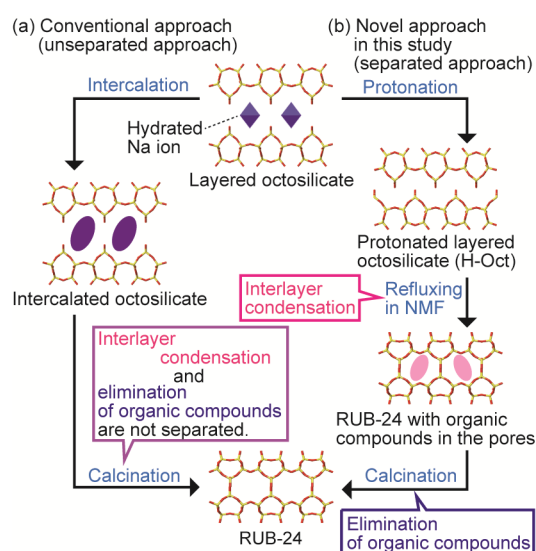 (a) Conventional approach
(unseparated approach)
(b) Novel approach
in this study
(separated approach)
Intercalation
Protonation
Hydrated
Na ion
Layered octosilicate
Intercalated octosilicate
Protonated layered
octosilicate (H-Oct)
Interlayer
condensation
Refluxing
in NMF
Interlayer
condensation
and
elimination
of organic compounds
are not separated.
RUB-24 with organic
compounds in the pores
Calcination
Calcination
RUB-24
Elimination
of organic compounds